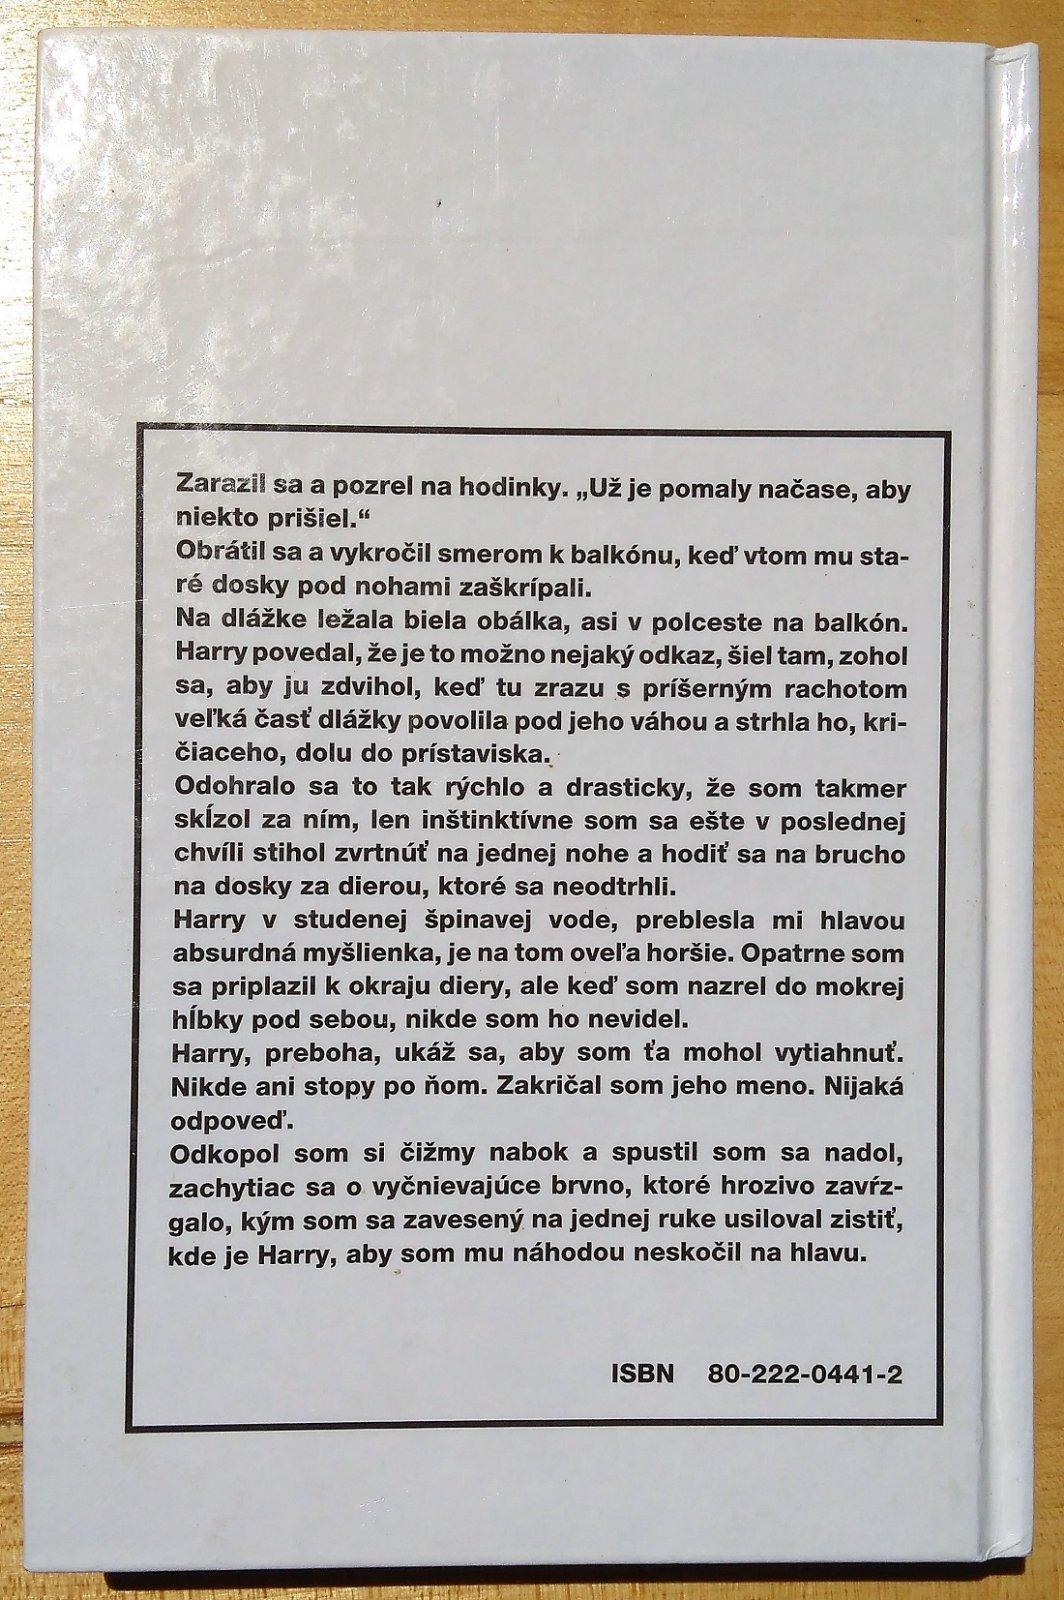 Zarazil sa a pozrel na hodinky. „Už je pomaly načase, aby
niekto prišiel.“
Obrátil sa a vykročil smerom k balkónu, keď vtom mu sta-
ré dosky pod nohami zaškrípali.
Na dlážke ležala biela obálka, asi v polceste na balkón.
Harry povedal, že je to možno nejaký odkaz, šiel tam, zohol
sa, aby ju zdvihol, keď tu zrazu s príšerným rachotom
veľká časť dlážky povolila pod jeho váhou a strhla ho, kri-
čiaceho, dolu do prístaviska.
Odohralo sa to tak rýchlo a drasticky, že som takmer
skĺzol za ním, len inštinktívne som sa ešte v poslednej
chvíli stihol zvrtnúť na jednej nohe a hodiť sa na brucho
na dosky za dierou, ktoré sa neodtrhli.
Harry v studenej špinavej vode, preblesla mi hlavou
absurdná myšlienka, je na tom oveľa horšie. Opatrne som
sa priplazil k okraju diery, ale keď som nazrel do mokrej
hĺbky pod sebou, nikde som ho nevidel.
Harry, preboha, ukáž sa, aby som ťa mohol vytiahnuť.
Nikde ani stopy po ňom. Zakričal som jeho meno. Nijaká
odpoveď.
Odkopol som si čižmy nabok a spustil som sa nadol,
zachytiac sa o vyčnievajúce brvno, ktoré hrozivo zavŕz-
galo, kým som sa zavesený na jednej ruke usiloval zistiť,
kde je Harry, aby som mu náhodou neskočil na hlavu.
ISBN 80-222-0441-2